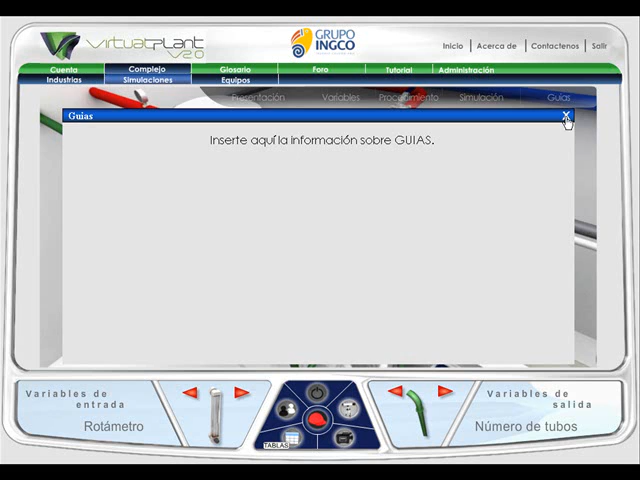 VIRTUALPLANT
V2.0
GRUPO
INGCO
Inicio
Acerca de
Contactenos
Salir
Cuenta
Complejo
Glosario
Foro
Tutorial
Administración
Industrias
Simulaciones
Equipos
Presentación
Variables
Procedimiento
Simulación
Guías
Guias
X
Inserte aquí la información sobre GUIAS.
Variables de
entrada
Rotámetro
TABLAS
Variables de
salida
Número de tubos